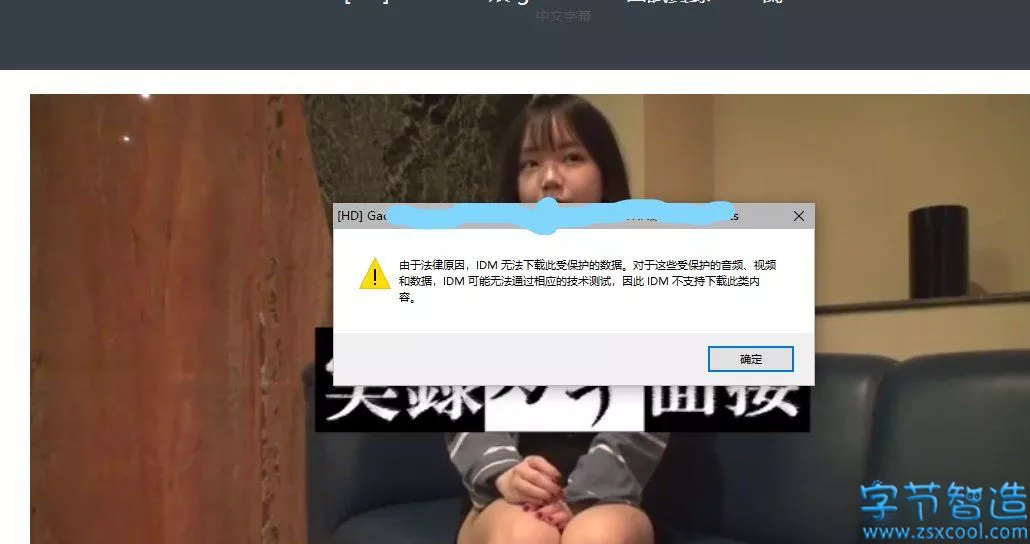 中文字幕
[HD] Gac
由于法律原因，IDM 无法下载此受保护的数据。对于这些受保护的音频、视频
和数据，IDM 可能无法通过相应的技术测试，因此 IDM 不支持下载此类内
容。
确定
実録ガチ面接
字节智造
www.zsxcool.com